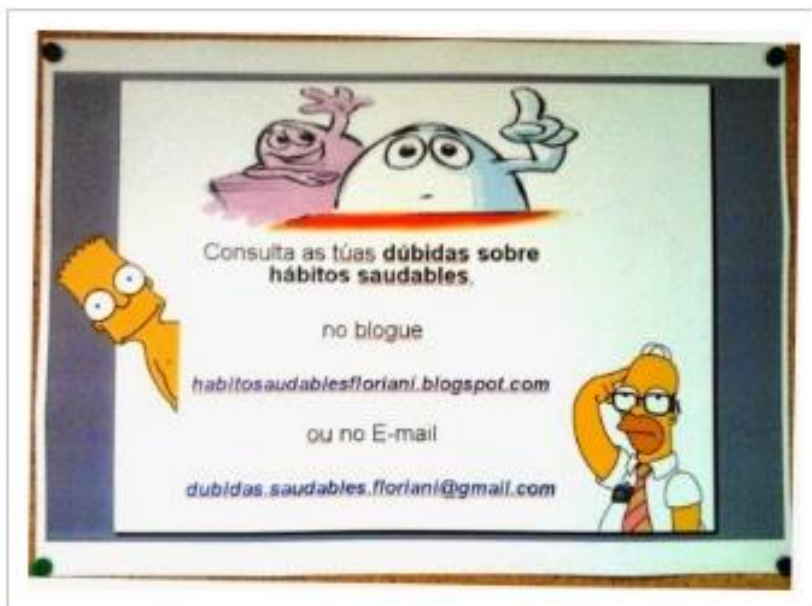 Consulta as túas dúbidas sobre
hábitos saudables.
no blogue
habitosaudablesfloriani.blogspot.com
ou no E-mail
dubidas.saudables.floriani@gmail.com